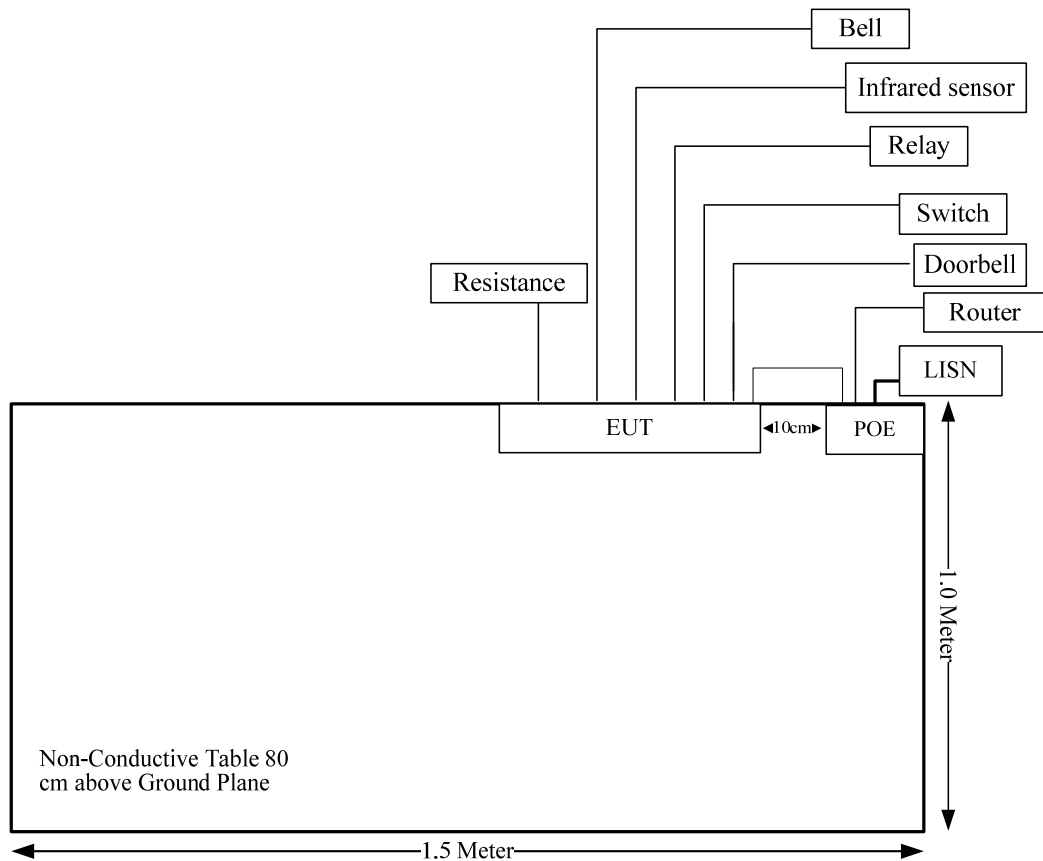 Bell
Infrared sensor
Relay
Switch
Doorbell
Resistance
Router
LISN
EUT
10cm
POE
1.0 Meter
Non-Conductive Table 80
cm above Ground Plane
1.5 Meter